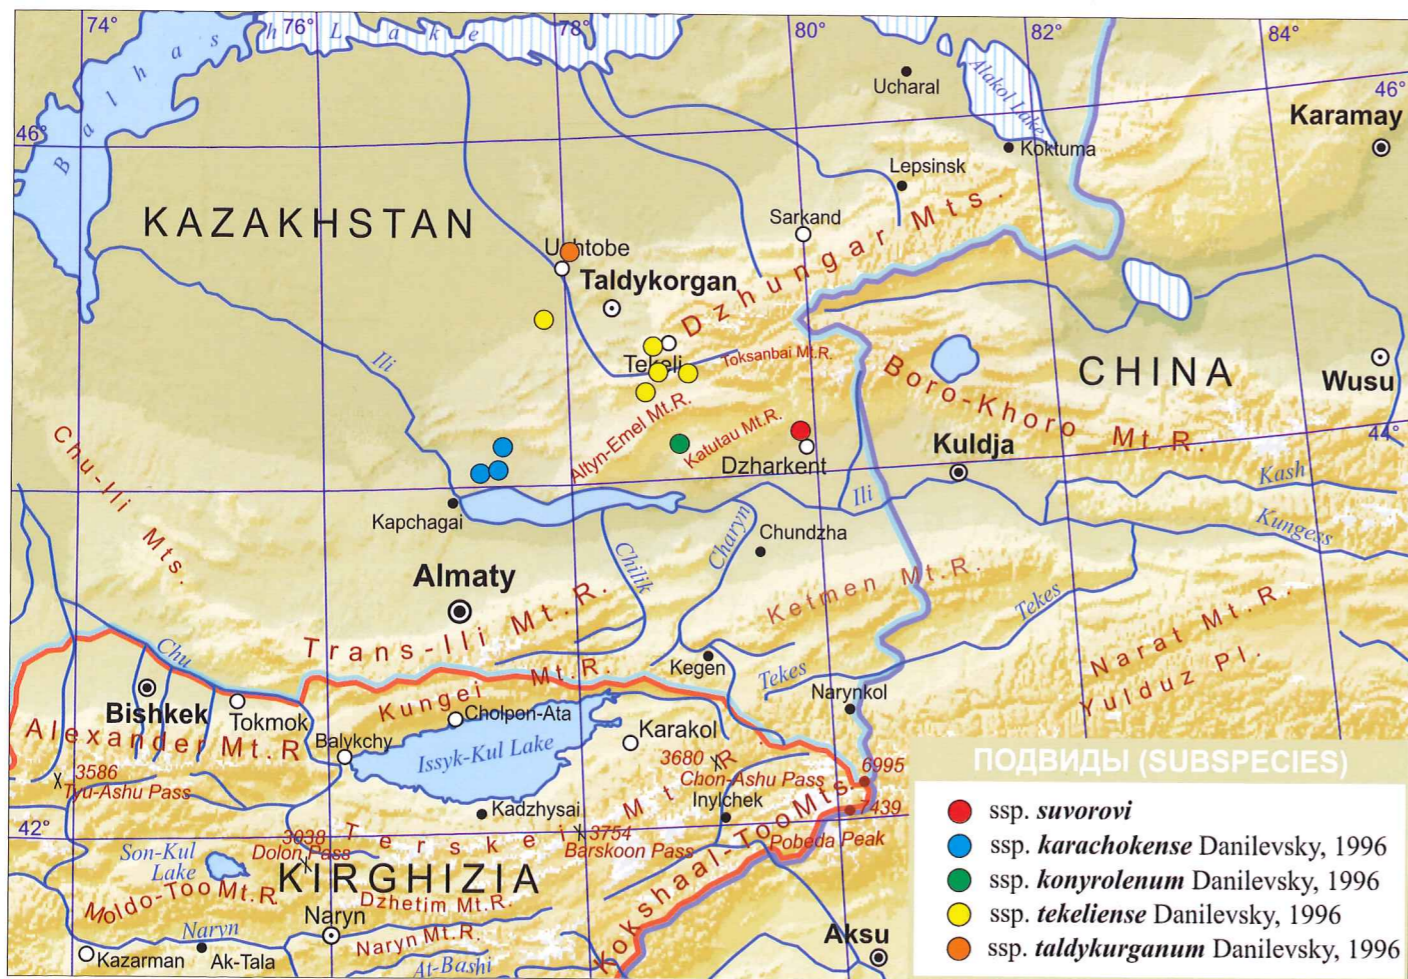 74°
76°
78°
80°
82°
84°
46°
Balhash Lake
Ucharal
Alakol Lake
Karamay
46°
Koktuma
Lepsinsk
KAZAKHSTAN
Sarkand
Dzhungar Mts.
Taldykorgan
Ili
Tekeli
Toksanbai Mt.R.
CHINA
Wusu
Boro-Khoro Mt.R.
Altyn-Emel Mt.R.
Katutau Mt.R.
44°
Chu-Ili Mts.
Dzharkent
Kuldja
Kash
Kapchagai
Ili
Kungess
Charyn
Chundzha
Chilik
Almaty
Ketmen Mt.R.
Tekes
Trans-Ili Mt.R.
Narat Mt.R.
Chu
Kegen
Tekes
Yulduz Pl.
Kungei Mt.R.
Narynkol
Bishkek
Tokmok
Cholpon-Ata
Karakol
Alexander Mt.R
Balykchy
Issyk-Kul Lake
3680
Chon-Ashu Pass
6995
3586
Tyu-Ashu Pass
Inylchek
7439
Kadzhysai
Pobeda Peak
42°
Terskei Mt.R
3038
Dolon Pass
3754
Barskoon Pass
Son-Kul
Lake
KIRGHIZIA
Kokshaal-Too Mts.
Moldo-Too Mt.R.
Dzhetim Mt.R.
Naryn
Naryn
Naryn Mt.R.
Aksu
Kazarman
Ak-Tala
At-Bashi
ПОДВИДЫ (SUBSPECIES)
ssp. suvorovi
ssp. karachokense Danilevsky, 1996
ssp. konyrolenum Danilevsky, 1996
ssp. tekeliense Danilevsky, 1996
ssp. taldykurganum Danilevsky, 1996